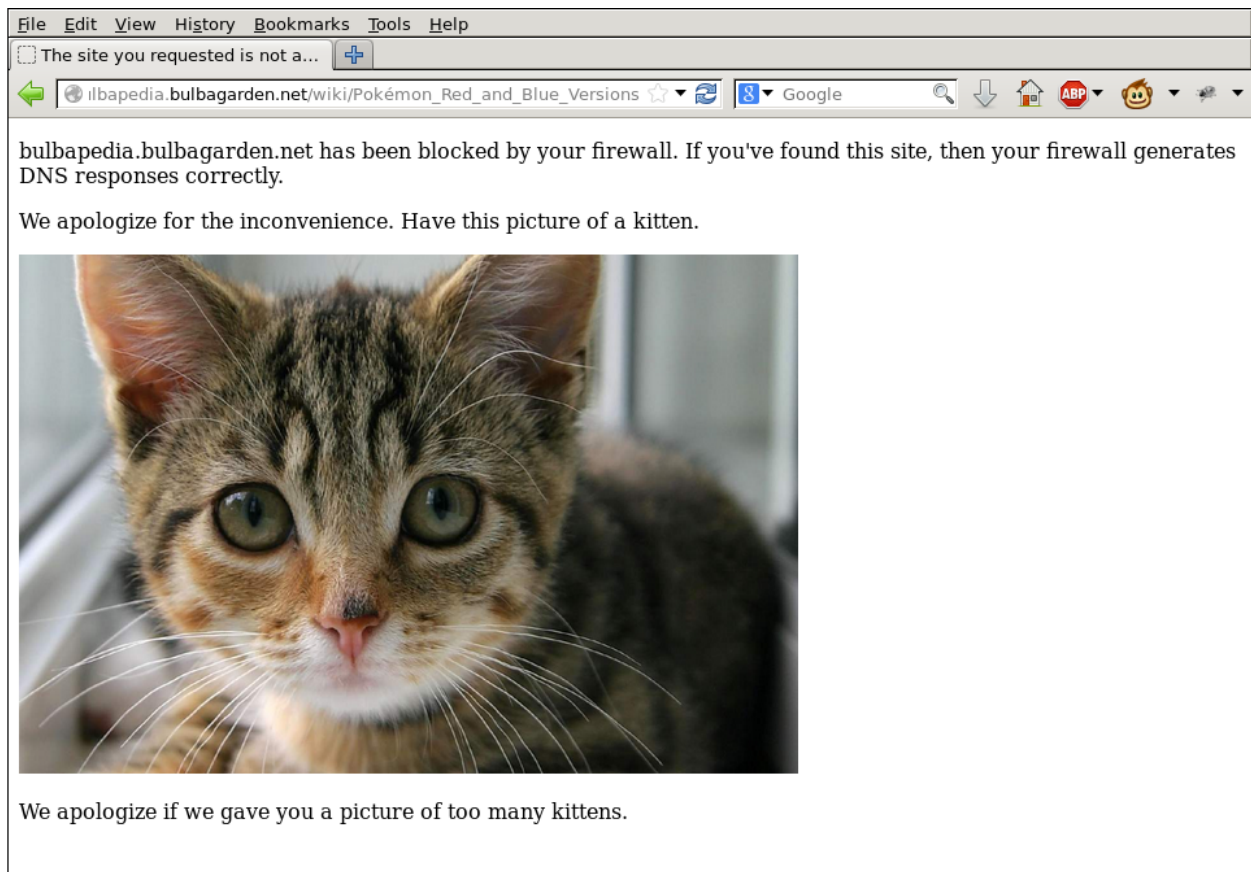 File Edit View History Bookmarks Tools Help
The site you requested is not a...
lbapedia.bulbagarden.net/wiki/Pokémon_Red_and_Blue_Versions 8 Google ABP
bulbapedia.bulbagarden.net has been blocked by your firewall. If you've found this site, then your firewall generates
DNS responses correctly.
We apologize for the inconvenience. Have this picture of a kitten.
We apologize if we gave you a picture of too many kittens.